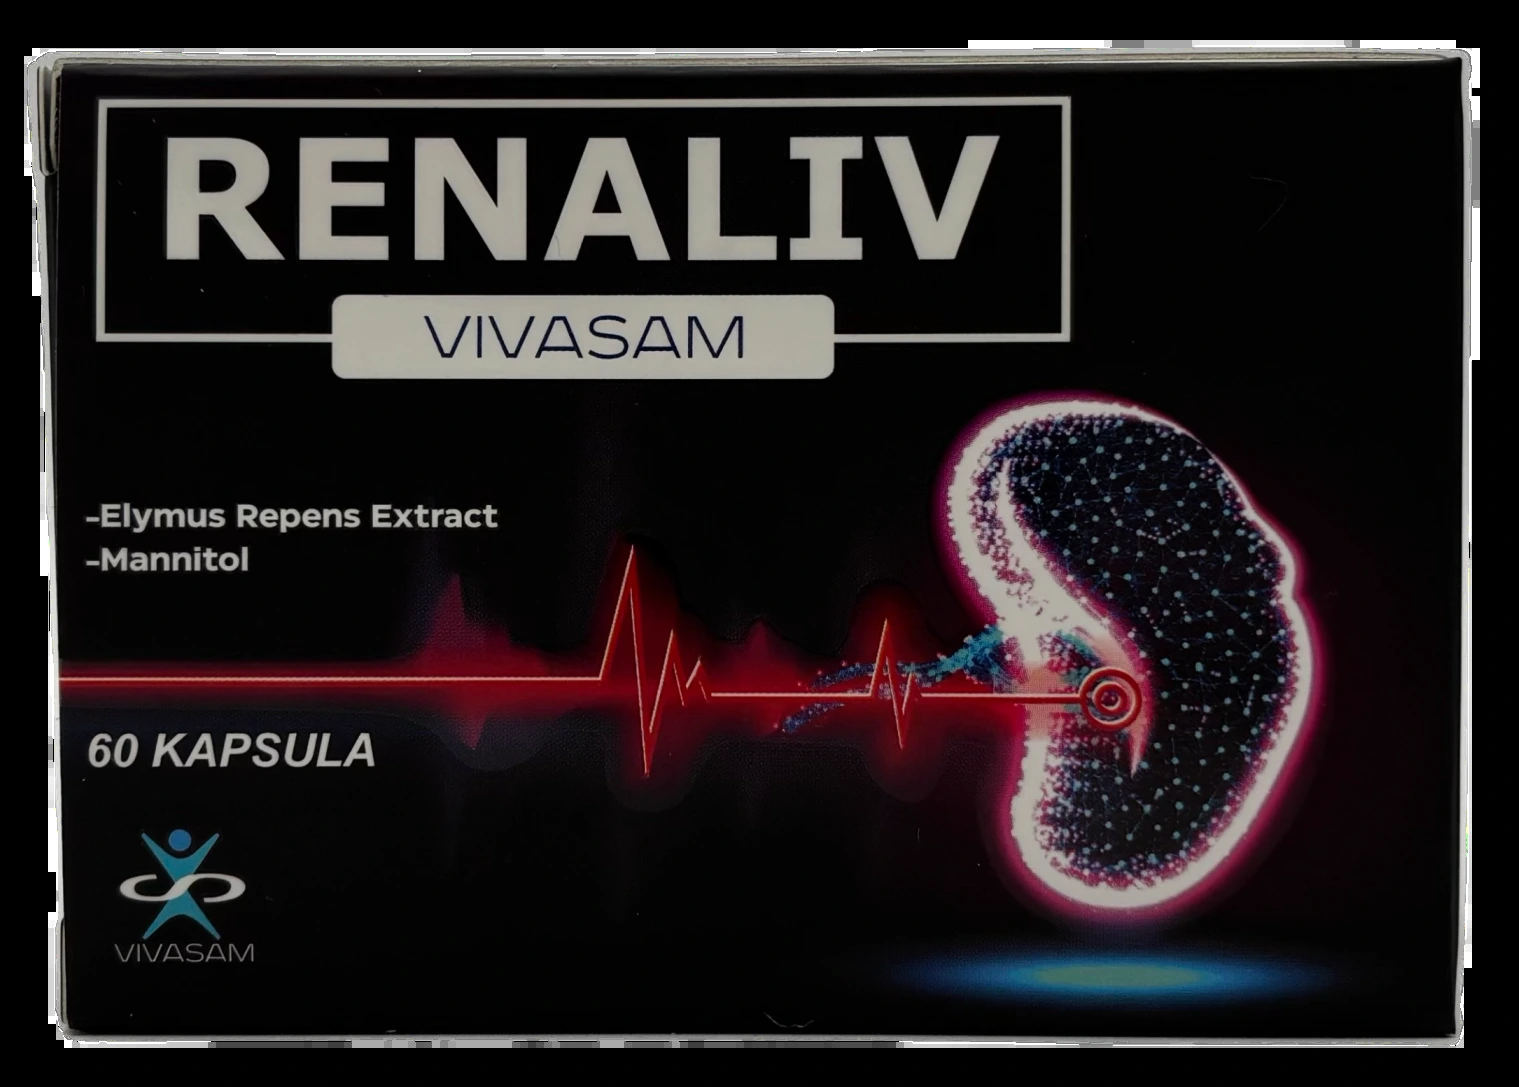 RENALIV
VIVASAM
-Elymus Repens Extract
-Mannitol
60 KAPSULA
VIVASAM